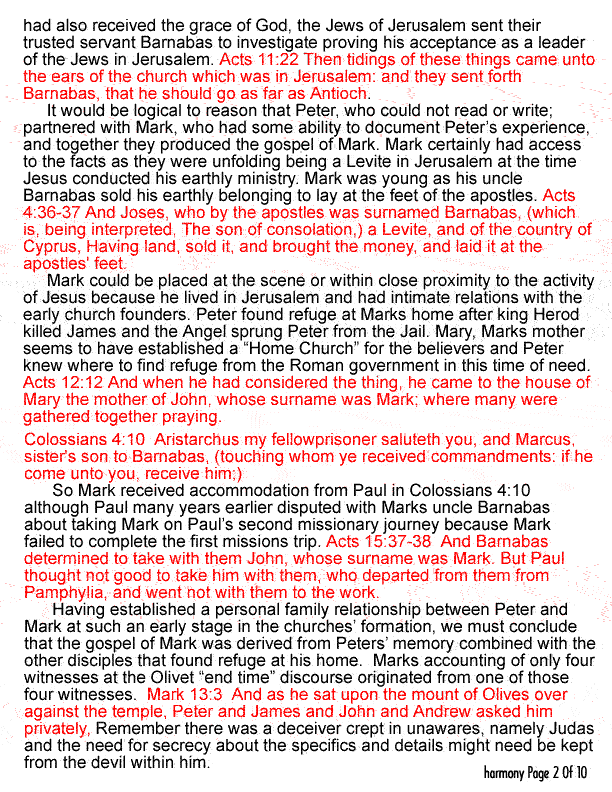 had also received the grace of God, the Jews of Jerusalem sent their
trusted servant Barnabas to investigate proving his acceptance as a leader
of the Jews in Jerusalem. Acts 11:22 Then tidings of these things came unto
the ears of the church which was in Jerusalem: and they sent forth
Barnabas, that he should go as far as Antioch.
It would be logical to reason that Peter, who could not read or write;
partnered with Mark, who had some ability to document Peter's experience,
and together they produced the gospel of Mark. Mark certainly had access
to the facts as they were unfolding being a Levite in Jerusalem at the time
Jesus conducted his earthly ministry. Mark was young as his uncle
Barnabas sold his earthly belonging to lay at the feet of the apostles. Acts
4:36-37 And Joses, who by the apostles was surnamed Barnabas, (which
is, being interpreted, The son of consolation,) a Levite, and of the country of
Cyprus, Having land, sold it, and brought the money, and laid it at the
apostles' feet.
Mark could be placed at the scene or within close proximity to the activity
of Jesus because he lived in Jerusalem and had intimate relations with the
early church founders. Peter found refuge at Marks home after king Herod
killed James and the Angel sprung Peter from the Jail. Mary, Marks mother
seems to have established a “Home Church” for the believers and Peter
knew where to find refuge from the Roman government in this time of need.
Acts 12:12 And when he had considered the thing, he came to the house of
Mary the mother of John, whose surname was Mark; where many were
gathered together praying.
Colossians 4:10 Aristarchus my fellowprisoner saluteth you, and Marcus,
sister's son to Barnabas, (touching whom ye received commandments: if he
come unto you, receive him;)
So Mark received accommodation from Paul in Colossians 4:10
although Paul many years earlier disputed with Marks uncle Barnabas
about taking Mark on Paul's second missionary journey because Mark
failed to complete the first missions trip. Acts 15:37-38 And Barnabas
determined to take with them John, whose surname was Mark. But Paul
thought not good to take him with them, who departed from them from
Pamphylia, and went not with them to the work.
Having established a personal family relationship between Peter and
Mark at such an early stage in the churches' formation, we must conclude
that the gospel of Mark was derived from Peters' memory combined with the
other disciples that found refuge at his home. Marks accounting of only four
witnesses at the Olivet “end time” discourse originated from one of those
four witnesses. Mark 13:3 And as he sat upon the mount of Olives over
against the temple, Peter and James and John and Andrew asked him
privately, Remember there was a deceiver crept in unawares, namely Judas
and the need for secrecy about the specifics and details might need be kept
from the devil within him.
harmony Page 2 Of 10